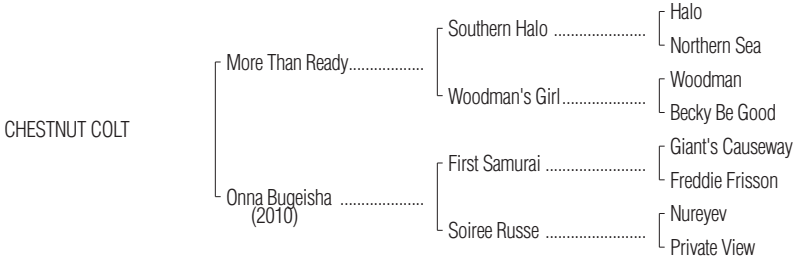 Halo
Southern Halo ......................
Northern Sea
More Than Ready..................
Woodman
Woodman's Girl....................
Becky Be Good
CHESTNUT COLT
Giant's Causeway
First Samurai ........................
Freddie Frisson
Onna Bugeisha ....................
(2010)
Nureyev
Soiree Russe ........................
Private View